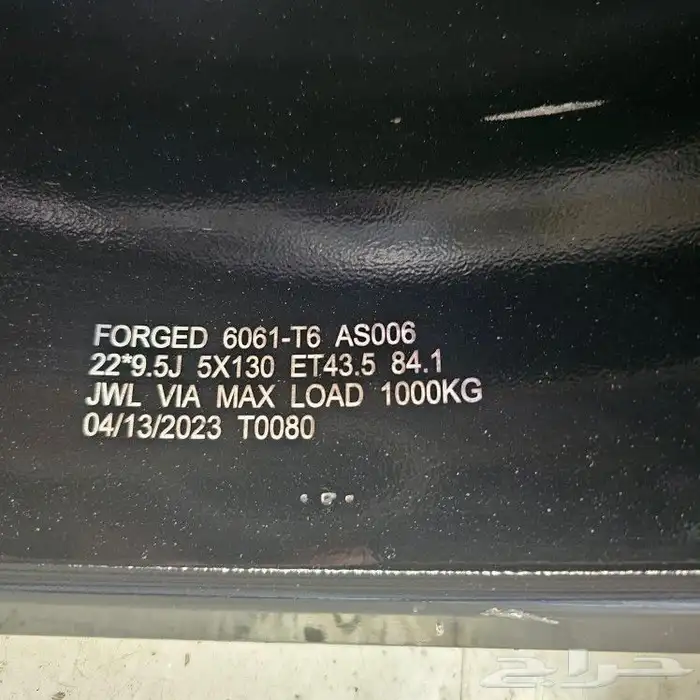 FORGED 6061-T6 AS006
22*9.5J 5X130 ET43.5 84.1
JWL VIA MAX LOAD 1000KG
04/13/2023 T0080
حراج